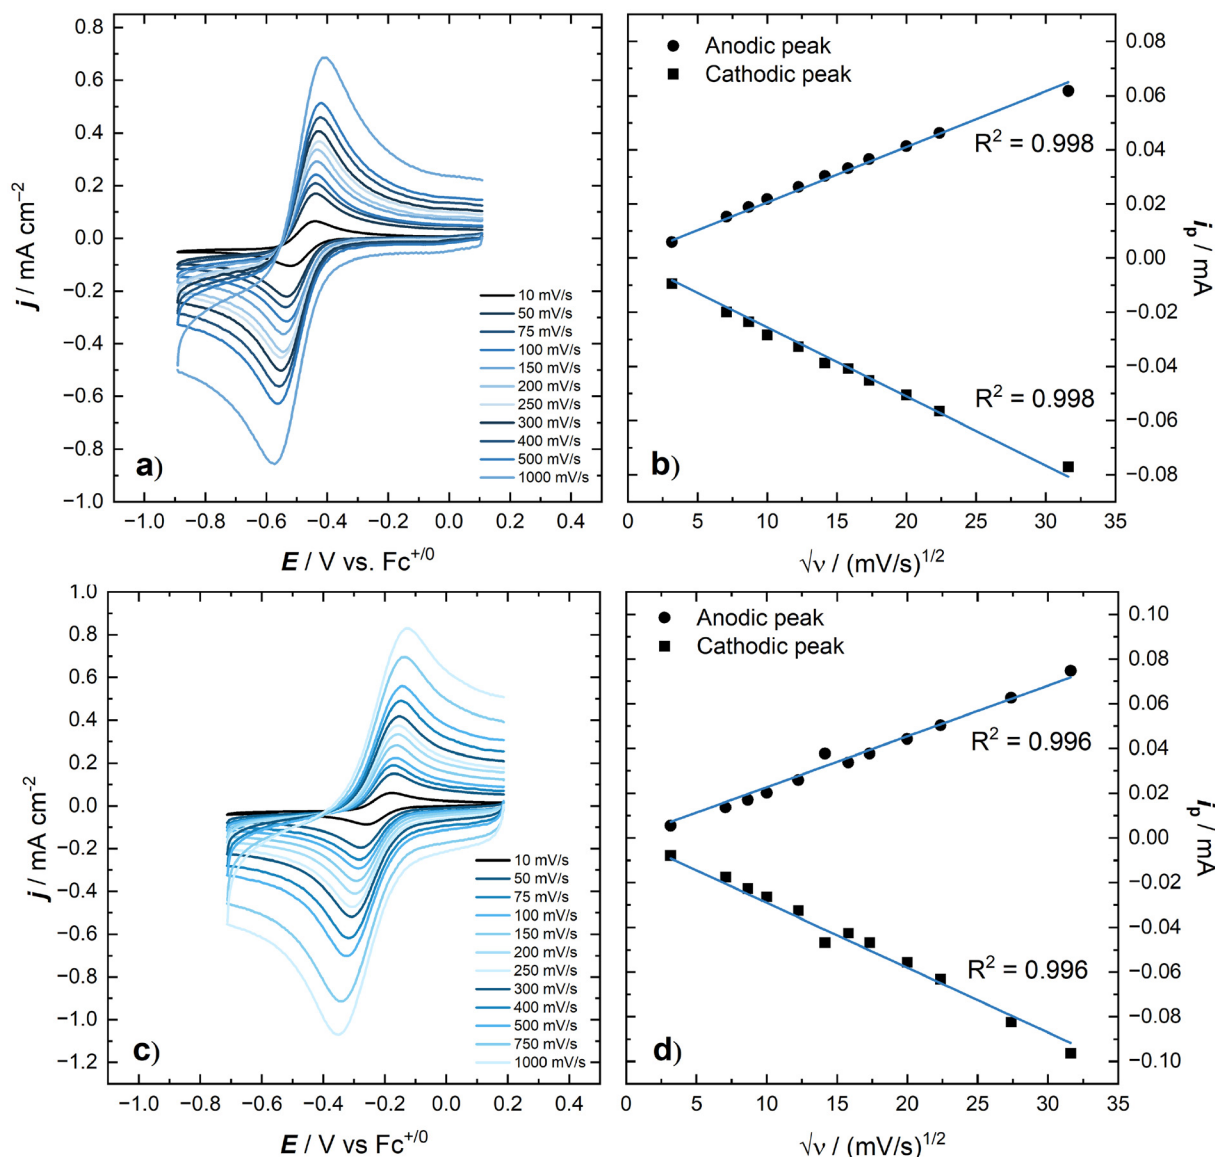 0.8
0.6
0.4
0.2
0.0
−0.2
−0.4
−0.6
−0.8
−1.0
j / mA cm−2
−1.0 −0.8 −0.6 −0.4 −0.2 0.0 0.2 0.4
E / V vs. Fc+/0
10 mV/s
50 mV/s
75 mV/s
100 mV/s
150 mV/s
200 mV/s
250 mV/s
300 mV/s
400 mV/s
500 mV/s
1000 mV/s
a)
Anodic peak
Cathodic peak
R2 = 0.998
R2 = 0.998
b)
0.08
0.06
0.04
0.02
0.00
−0.02
−0.04
−0.06
−0.08
ip / mA
0 5 10 15 20 25 30 35
√ν / (mV/s)1/2
1.0
0.8
0.6
0.4
0.2
0.0
−0.2
−0.4
−0.6
−0.8
−1.0
−1.2
j / mA cm−2
−1.0 −0.8 −0.6 −0.4 −0.2 0.0 0.2 0.4
E / V vs Fc+/0
10 mV/s
50 mV/s
75 mV/s
100 mV/s
150 mV/s
200 mV/s
250 mV/s
300 mV/s
400 mV/s
500 mV/s
750 mV/s
1000 mV/s
c)
Anodic peak
Cathodic peak
R2 = 0.996
R2 = 0.996
d)
0.10
0.08
0.06
0.04
0.02
0.00
−0.02
−0.04
−0.06
−0.08
−0.10
ip / mA
0 5 10 15 20 25 30 35
√ν / (mV/s)1/2